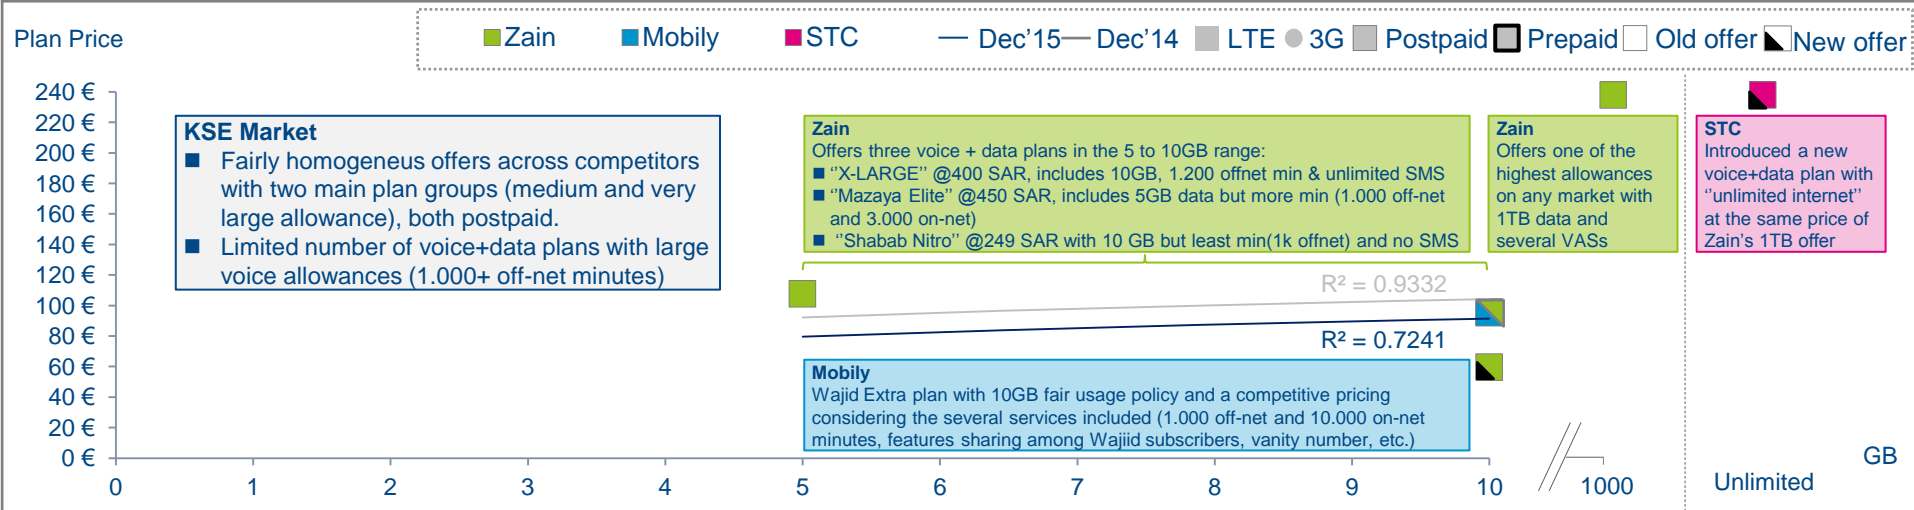 Plan Price
Zain Mobily STC Dec’15 Dec’14 LTE 3G Postpaid Prepaid Old offer New offer
240 €
220 €
200 €
180 €
160 €
140 €
120 €
100 €
80 €
60 €
40 €
20 €
0 €
KSE Market
■ Fairly homogeneus offers across competitors
with two main plan groups (medium and very
large allowance), both postpaid.
■ Limited number of voice+data plans with large
voice allowances (1.000+ off-net minutes)
Zain
Offers three voice + data plans in the 5 to 10GB range:
■ ‘’X-LARGE’’ @400 SAR, includes 10GB, 1.200 offnet min & unlimited SMS
■ ‘’Mazaya Elite’’ @450 SAR, includes 5GB data but more min (1.000 off-net
and 3.000 on-net)
■ ‘’Shabab Nitro’’ @249 SAR with 10 GB but least min(1k offnet) and no SMS
Zain
Offers one of the
highest allowances
on any market with
1TB data and
several VASs
STC
Introduced a new
voice+data plan with
‘’unlimited internet’’
at the same price of
Zain’s 1TB offer
R² = 0.9332
R² = 0.7241
Mobily
Wajid Extra plan with 10GB fair usage policy and a competitive pricing
considering the several services included (1.000 off-net and 10.000 on-net
minutes, features sharing among Wajiid subscribers, vanity number, etc.)
0 1 2 3 4 5 6 7 8 9 10 1000 Unlimited
GB